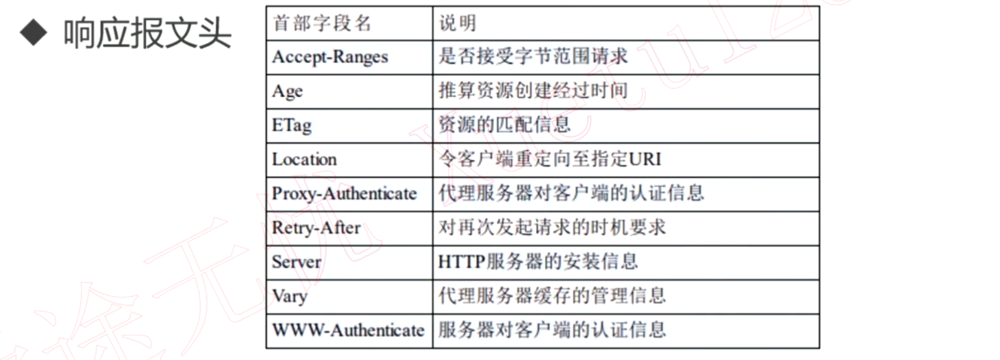 ◆ 响应报文头
首部字段名 说明
Accept-Ranges 是否接受字节范围请求
Age 推算资源创建经过时间
ETag 资源的匹配信息
Location 令客户端重定向至指定URI
Proxy-Authenticate 代理服务器对客户端的认证信息
Retry-After 对再次发起请求的时机要求
Server HTTP服务器的安装信息
Vary 代理服务器缓存的管理信息
WWW-Authenticate 服务器对客户端的认证信息
途无忧 Xuetu12